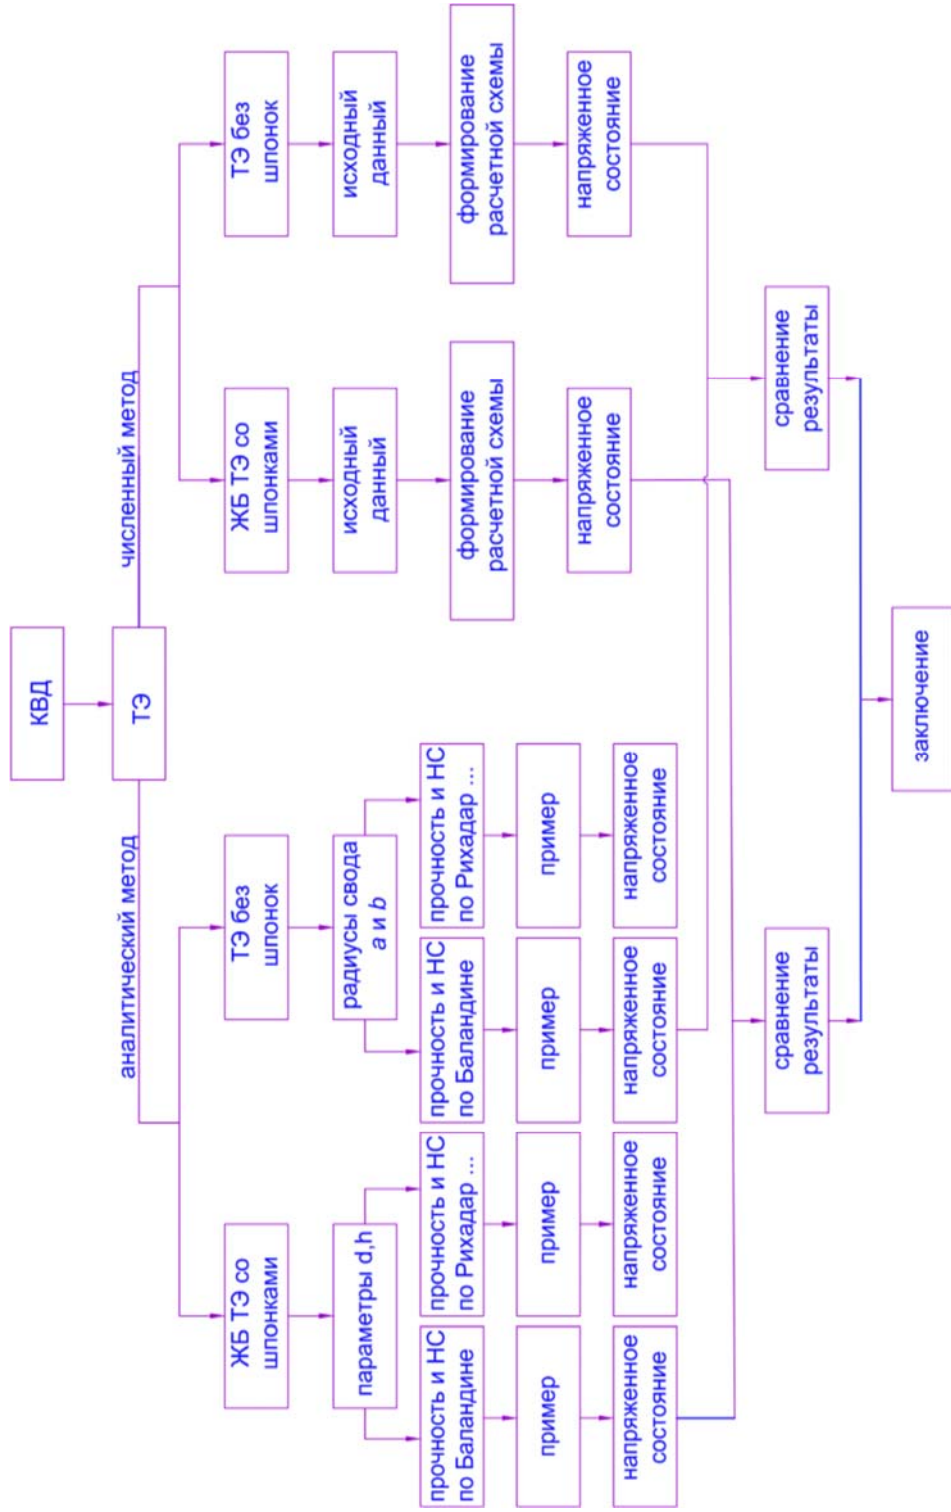 КВД
ТЭ
аналитический метод
численный метод
ЖБ ТЭ со
шпонками
ТЭ без
шпонок
ЖБ ТЭ со
шпонками
ТЭ без
шпонок
параметры d,h
радиусы свода
a и b
исходный
данный
исходный
данный
прочность и НС
по Баландине
прочность и НС
по Рихадар ...
прочность и НС
по Баландине
прочность и НС
по Рихадар ...
формирование
расчетной схемы
формирование
расчетной схемы
пример
пример
пример
пример
напряженное
состояние
напряженное
состояние
напряженное
состояние
напряженное
состояние
напряженное
состояние
напряженное
состояние
сравнение
результаты
сравнение
результаты
заключение